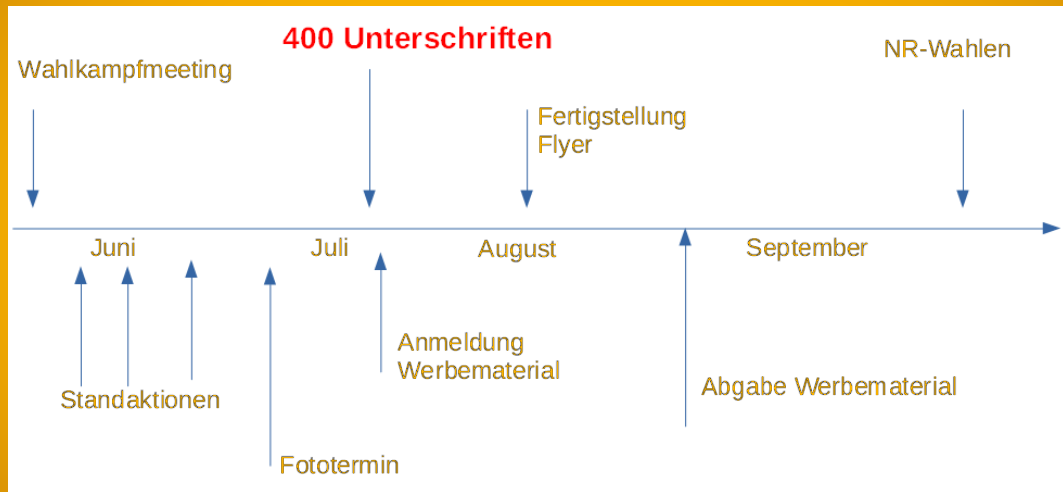 400 Unterschriften
NR-Wahlen
Wahlkampfmeeting
Fertigstellung
Flyer
Juni
Juli
August
September
Anmeldung
Werbematerial
Standaktionen
Abgabe Werbematerial
Fototermin